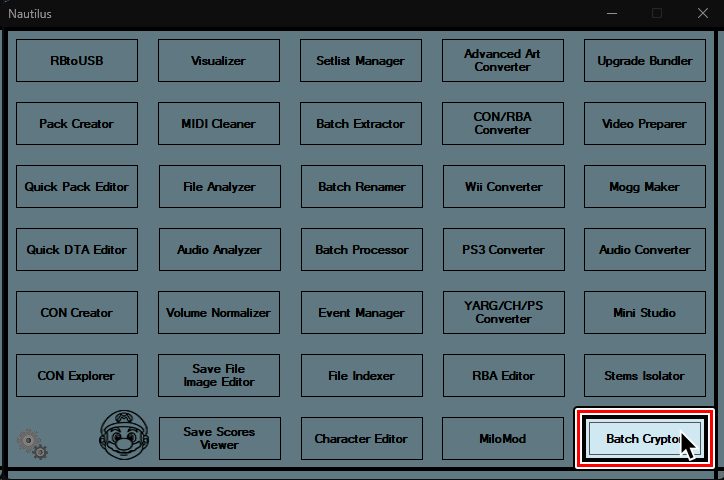 Nautilus
RBtoUSB
Visualizer
Setlist Manager
Advanced Art
Converter
Upgrade Bundler
Pack Creator
MIDI Cleaner
Batch Extractor
CON/RBA
Converter
Video Preparer
Quick Pack Editor
File Analyzer
Batch Renamer
Wii Converter
Mogg Maker
Quick DTA Editor
Audio Analyzer
Batch Processor
PS3 Converter
Audio Converter
CON Creator
Volume Normalizer
Event Manager
YARG/CH/PS
Converter
Mini Studio
CON Explorer
Save File
Image Editor
File Indexer
RBA Editor
Stems Isolator
Save Scores
Viewer
Character Editor
MiloMod
Batch Cryptor